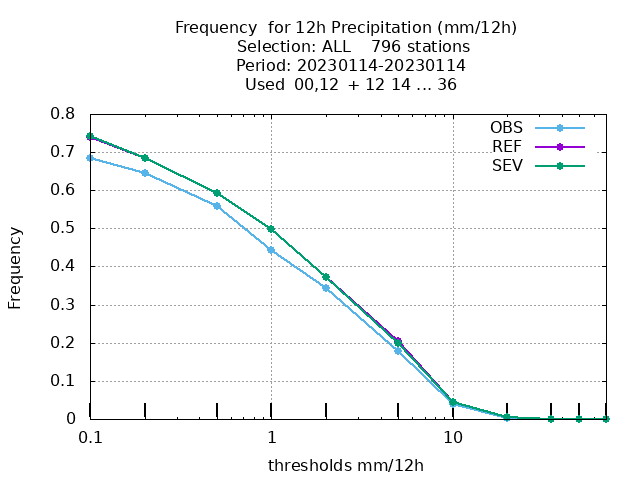 Frequency  for 12h Precipitation (mm/12h)
Selection: ALL    796 stations
Period: 20230114-20230114
Used  00,12  + 12 14 ... 36
OBS
REF
SEV
0.8
0.7
0.6
0.5
0.4
0.3
0.2
0.1
0
Frequency
0.1
1
10
thresholds mm/12h